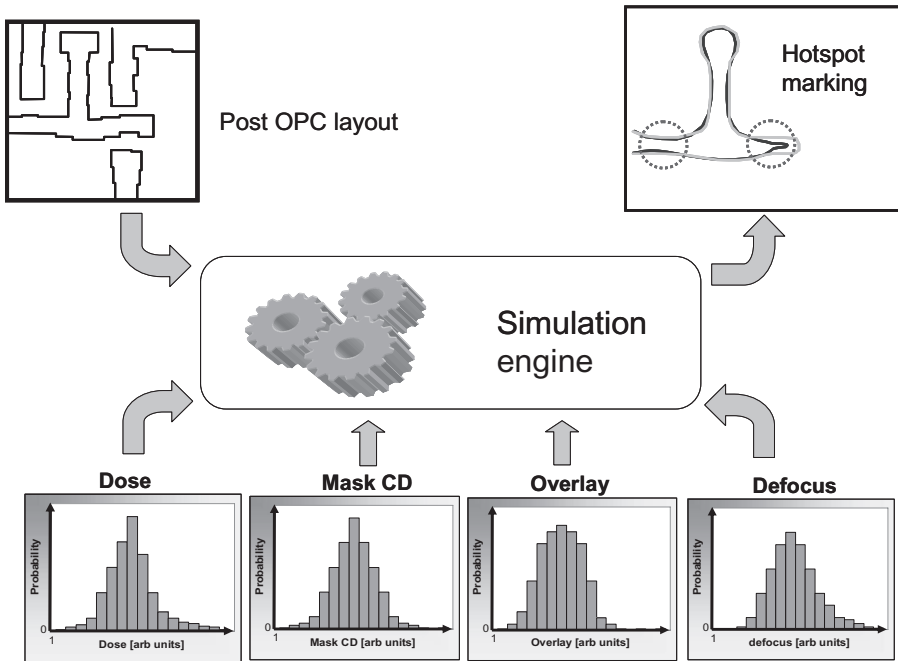 Post OPC layout
Hotspot
marking
Simulation
engine
Dose
Mask CD
Overlay
Defocus
Probability
0
1
Dose [arb units]
Probability
0
1
Mask CD [arb units]
Probability
0
1
Overlay [arb units]
Probability
0
1
defocus [arb units]